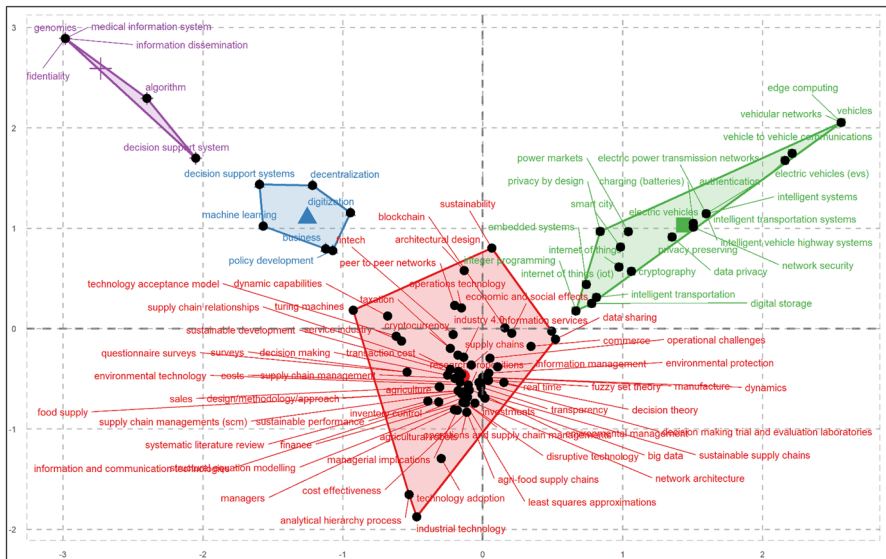 3
genomics
medical information system
information dissemination
fidentiality
algorithm
edge computing
vehicular networks
vehicles
2
vehicle to vehicle communications
decision support system
power markets
electric power transmission networks
decision support systems
decentralization
privacy by design
charging (batteries)
authentication
electric vehicles (evs)
intelligent systems
sustainability
smart city
digitization
machine learning
blockchain
electric vehicles
intelligent transportation systems
1
architectural design
embedded systems
business
fintech
intelligent vehicle highway systems
policy development
internet of things
privacy preserving
peer to peer networks
integer programming
network security
technology acceptance model
dynamic capabilities
operations technology
internet of things (iot)
cryptography
data privacy
taxation
economic and social effects
intelligent transportation
supply chain relationships
turing machines
digital storage
0
sustainable development
service industry
cryptocurrency
industry 4.0
information services
data sharing
questionnaire surveys
surveys
decision making
transaction cost
supply chains
commerce
operational challenges
information management
environmental protection
environmental technology
costs
supply chain management
agriculture
real time
fuzzy set theory
manufacture
dynamics
sales
design/methodology/approach
food supply
inventory control
investments
transparency
decision theory
supply chain managements (scm)
sustainable performance
-1
environmental management
decision making trial and evaluation laboratories
systematic literature review
finance
operations and supply chain managements
disruptive technology
big data
sustainable supply chains
information and communication technologies
structural equation modelling
managerial implications
agri-food supply chains
network architecture
managers
cost effectiveness
technology adoption
least squares approximations
analytical hierarchy process
industrial technology
-2
-3
-2
-1
0
1
2